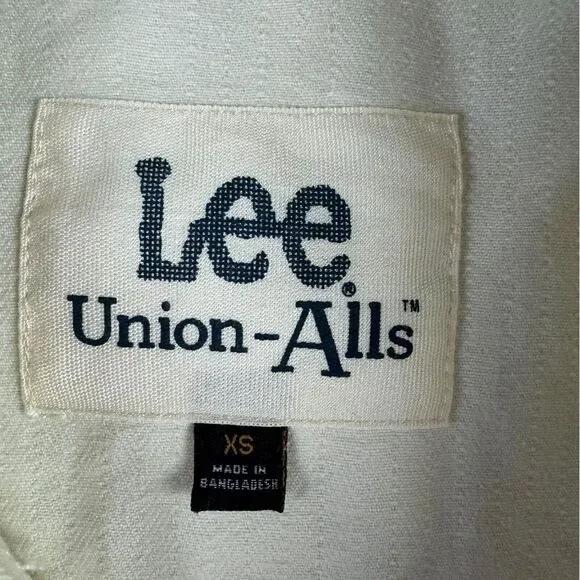 Lee®
Union-Alls™
XS
MADE IN
BANGLADESH